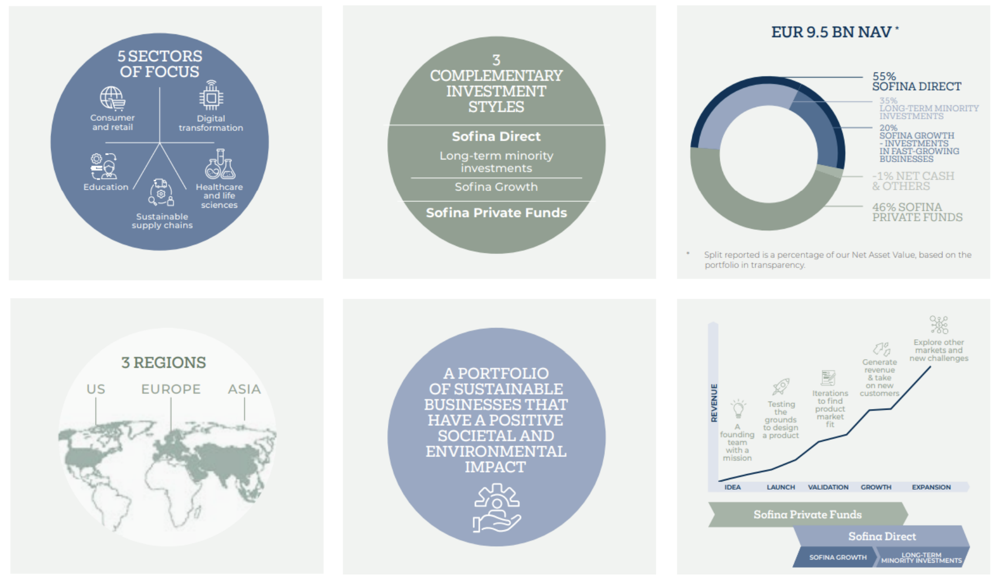 5 SECTORS
OF FOCUS
Consumer
and retail
Digital
transformation
Education
Healthcare
and life
sciences
Sustainable
supply chains
3
COMPLEMENTARY
INVESTMENT
STYLES
Sofina Direct
Long-term minority
investments
Sofina Growth
Sofina Private Funds
EUR 9.5 BN NAV *
55%
SOFINA DIRECT
35%
LONG-TERM MINORITY
INVESTMENTS
20%
SOFINA GROWTH
- INVESTMENTS
IN FAST-GROWING
BUSINESSES
-1% NET CASH
& OTHERS
46% SOFINA
PRIVATE FUNDS
* Split reported is a percentage of our Net Asset Value, based on the
portfolio in transparency.
3 REGIONS
US
EUROPE
ASIA
A PORTFOLIO
OF SUSTAINABLE
BUSINESSES THAT
HAVE A POSITIVE
SOCIETAL AND
ENVIRONMENTAL
IMPACT
REVENUE
A
founding
team
with a
mission
Testing
the
grounds
to design
a product
Iterations
to find
product
market
fit
Generate
revenue
& take
on new
customers
Explore other
markets and
new challenges
IDEA
LAUNCH
VALIDATION
GROWTH
EXPANSION
Sofina Private Funds
Sofina Direct
SOFINA GROWTH
LONG-TERM
MINORITY INVESTMENTS